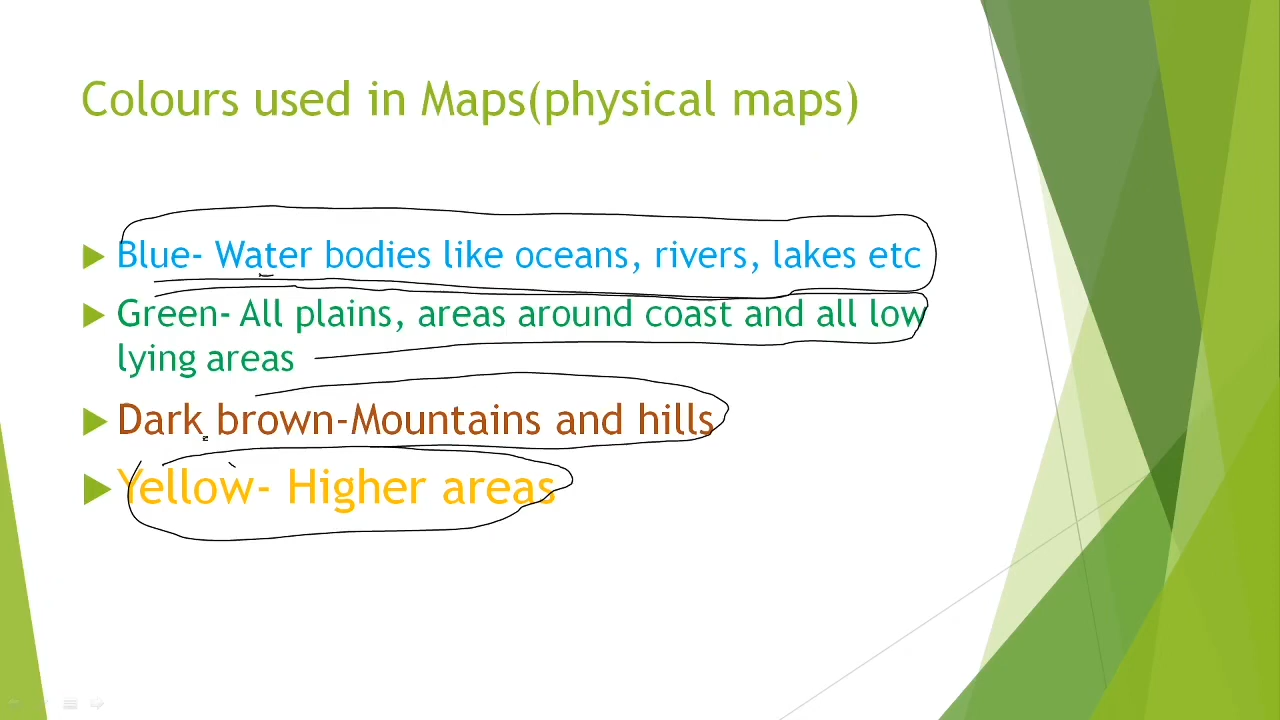 Colours used in Maps(physical maps)
Blue- Water bodies like oceans, rivers, lakes etc
Green- All plains, areas around coast and all low
lying areas
Dark brown-Mountains and hills
Yellow- Higher areas